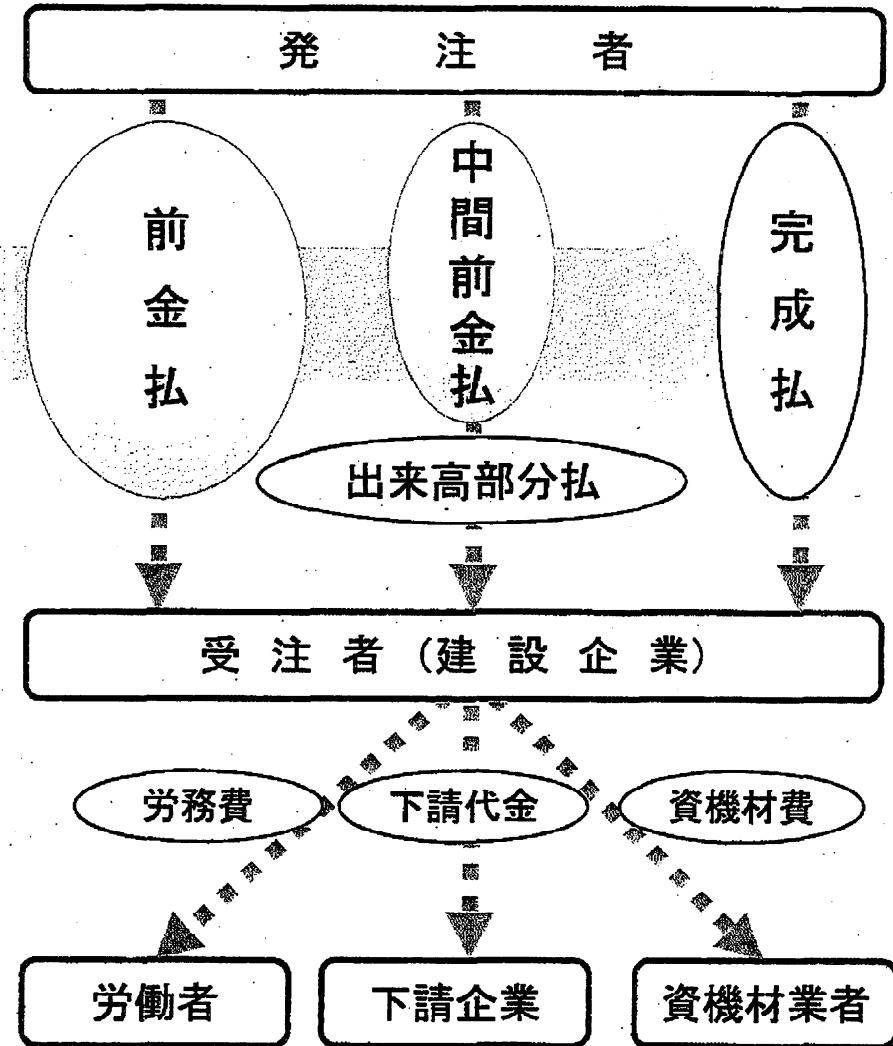 発注者
前金払
中間前金払
完成払
出来高部分払
受注者(建設企業)
労務費
下請代金
資機材費
労働者
下請企業
資機材業者